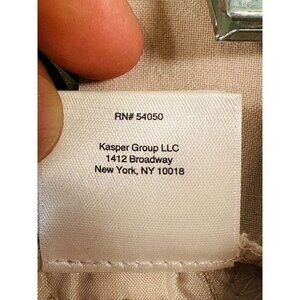 RN# 54050
Kasper Group LLC
1412 Broadway
New York, NY 10018